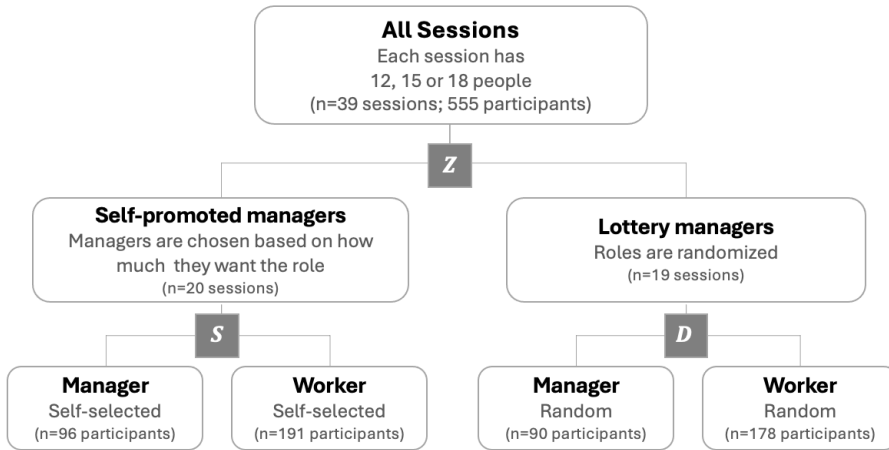 All Sessions
Each session has
12, 15 or 18 people
(n=39 sessions; 555 participants)
Z
Self-promoted managers
Managers are chosen based on how
much they want the role
(n=20 sessions)
Lottery managers
Roles are randomized
(n=19 sessions)
S
D
Manager
Self-selected
(n=96 participants)
Worker
Self-selected
(n=191 participants)
Manager
Random
(n=90 participants)
Worker
Random
(n=178 participants)